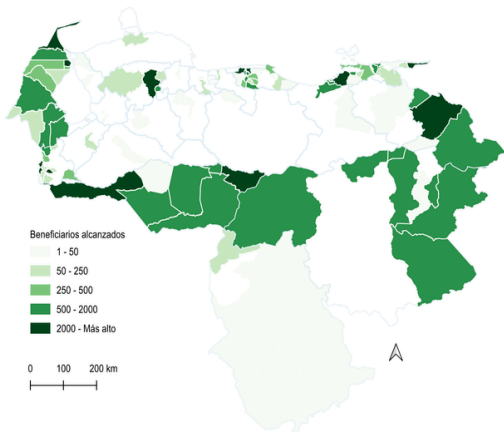 Beneficiarios alcanzados
1 - 50
50 - 250
250 - 500
500 - 2000
2000 - Más alto
0 100 200 km